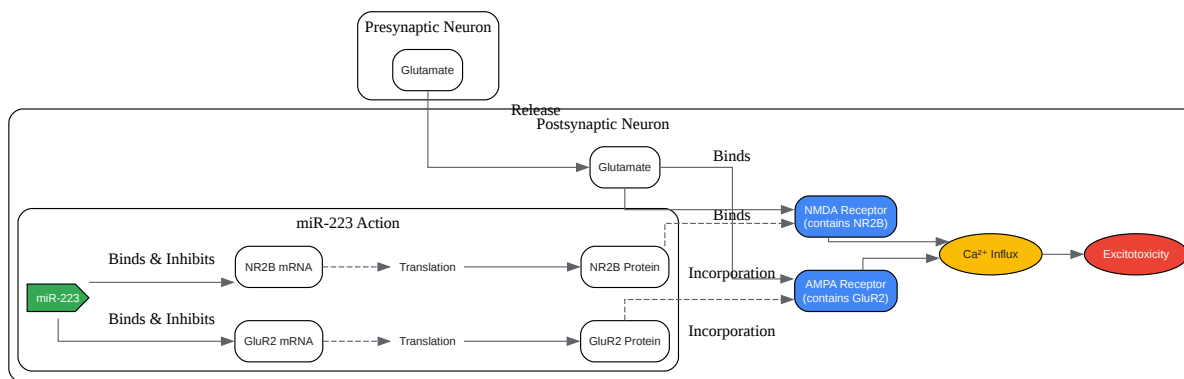 Presynaptic Neuron
Glutamate
Release
Postsynaptic Neuron
Glutamate
Binds
NMDA Receptor
(contains NR2B)
Binds
miR-223 Action
Binds & Inhibits
NR2B mRNA
Translation
NR2B Protein
Incorporation
Ca²⁺ Influx
Excitotoxicity
miR-223
AMPA Receptor
(contains GluR2)
Binds & Inhibits
GluR2 mRNA
Translation
GluR2 Protein
Incorporation